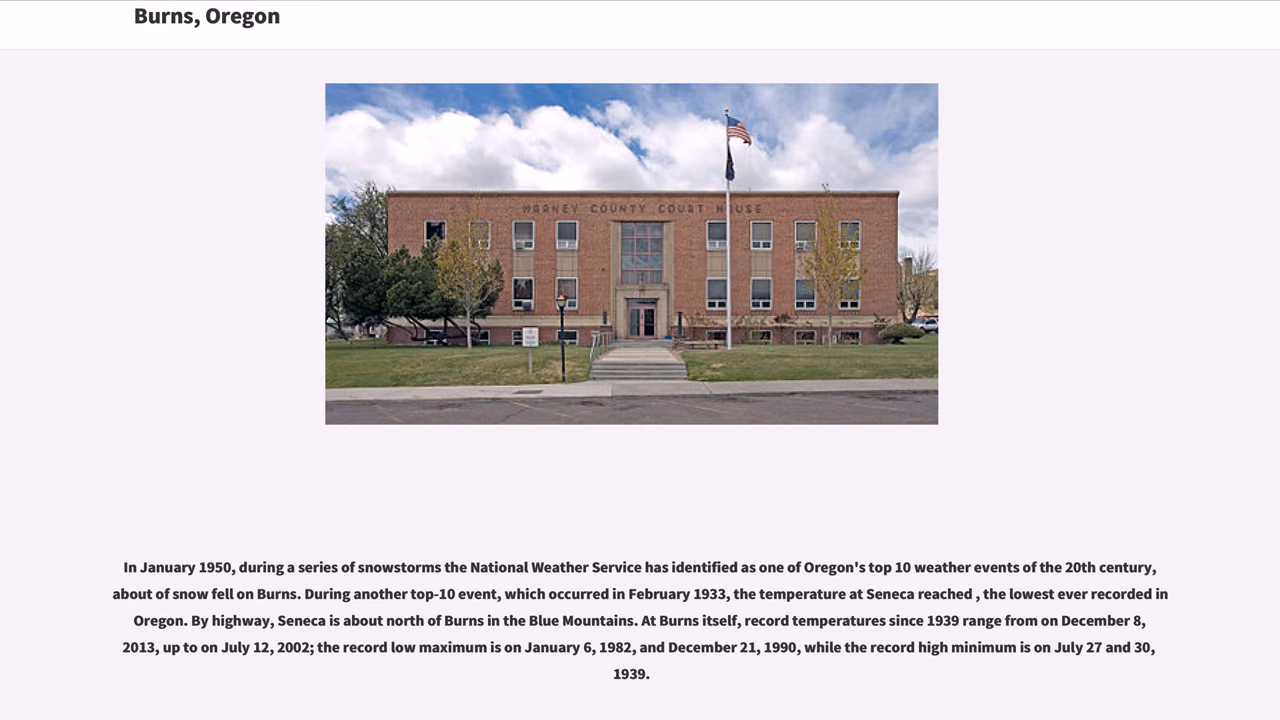 Burns, Oregon
HARNEY COUNTY COURT HOUSE
In January 1950, during a series of snowstorms the National Weather Service has identified as one of Oregon's top 10 weather events of the 20th century,
about of snow fell on Burns. During another top-10 event, which occurred in February 1933, the temperature at Seneca reached , the lowest ever recorded in
Oregon. By highway, Seneca is about north of Burns in the Blue Mountains. At Burns itself, record temperatures since 1939 range from on December 8,
2013, up to on July 12, 2002; the record low maximum is on January 6, 1982, and December 21, 1990, while the record high minimum is on July 27 and 30,
1939.